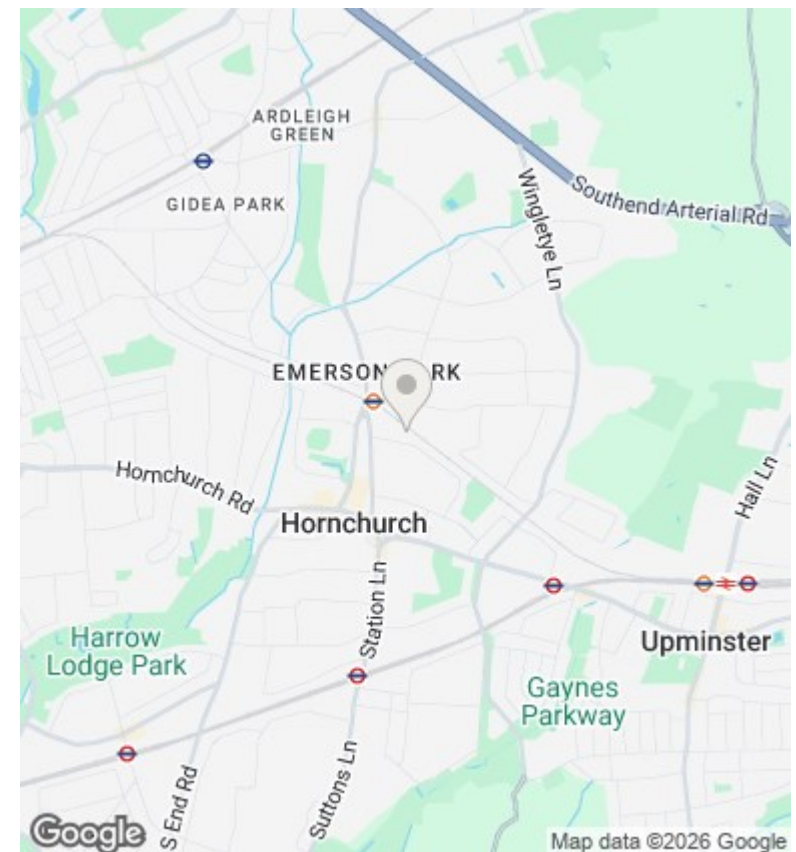 ARDLEIGH
GREEN
GIDEA PARK
Wingletye Ln
Southend Arterial Rd
EMERSON RK
Hornchurch Rd
Hornchurch
Hall Ln
Station Ln
Harrow
Lodge Park
Upminster
Gaynes
Parkway
Suttons Ln
S End Rd
Google
Map data ©2026 Google